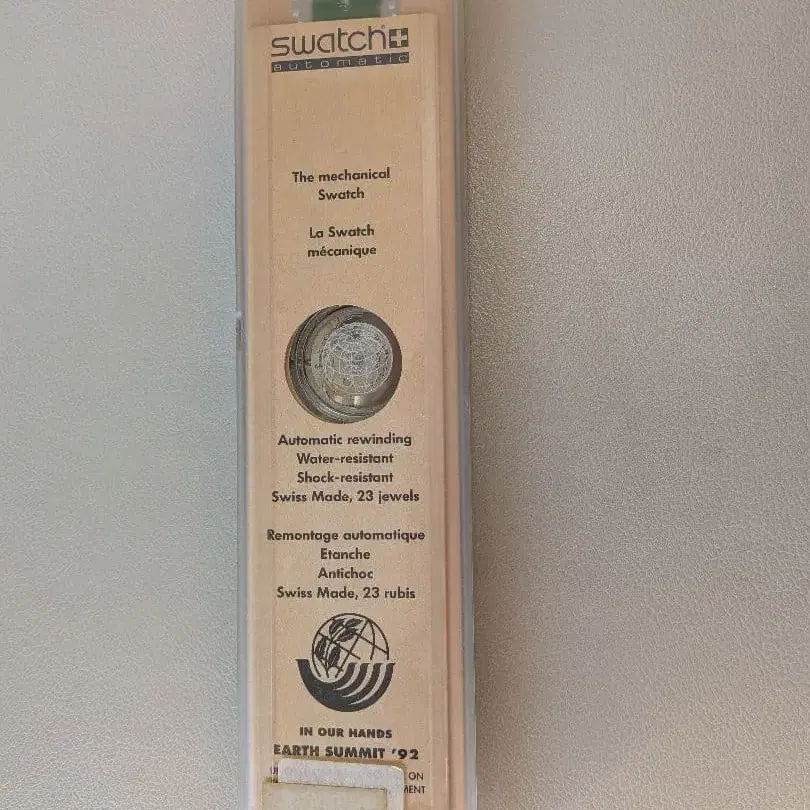 swatch
automatic
The mechanical
Swatch
La Swatch
mécanique
Automatic rewinding
Water-resistant
Shock-resistant
Swiss Made, 23 jewels
Remontage automatique
Etanche
Antichoc
Swiss Made, 23 rubis
IN OUR HANDS
EARTH SUMMIT '92
ON